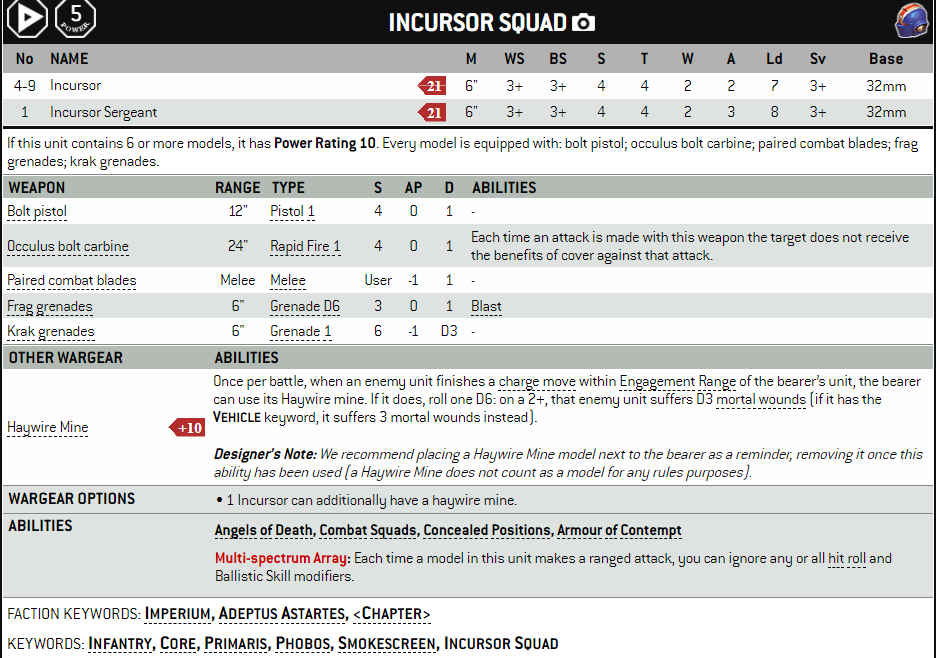 5
POWER
INCURSOR SQUAD
No NAME M WS BS S T W A Ld Sv Base
4-9 Incursor 21 6" 3+ 3+ 4 4 2 2 7 3+ 32mm
1 Incursor Sergeant 21 6" 3+ 3+ 4 4 2 3 8 3+ 32mm
If this unit contains 6 or more models, it has Power Rating 10. Every model is equipped with: bolt pistol; occulus bolt carbine; paired combat blades; frag
grenades; krak grenades.
WEAPON RANGE TYPE S AP D ABILITIES
Bolt pistol 12" Pistol 1 4 0 1 -
Occulus bolt carbine 24" Rapid Fire 1 4 0 1 Each time an attack is made with this weapon the target does not receive
the benefits of cover against that attack.
Paired combat blades Melee Melee User -1 1 -
Frag grenades 6" Grenade D6 3 0 1 Blast
Krak grenades 6" Grenade 1 6 -1 D3 -
OTHER WARGEAR ABILITIES
Haywire Mine +10
Once per battle, when an enemy unit finishes a charge move within Engagement Range of the bearer's unit, the bearer
can use its Haywire mine. If it does, roll one D6: on a 2+, that enemy unit suffers D3 mortal wounds (if it has the
VEHICLE keyword, it suffers 3 mortal wounds instead).
Designer's Note: We recommend placing a Haywire Mine model next to the bearer as a reminder, removing it once this
ability has been used (a Haywire Mine does not count as a model for any rules purposes).
WARGEAR OPTIONS • 1 Incursor can additionally have a haywire mine.
ABILITIES
Angels of Death, Combat Squads, Concealed Positions, Armour of Contempt
Multi-spectrum Array: Each time a model in this unit makes a ranged attack, you can ignore any or all hit roll and
Ballistic Skill modifiers.
FACTION KEYWORDS: IMPERIUM, ADEPTUS ASTARTES, <CHAPTER>
KEYWORDS: INFANTRY, CORE, PRIMARIS, PHOBOS, SMOKESCREEN, INCURSOR SQUAD